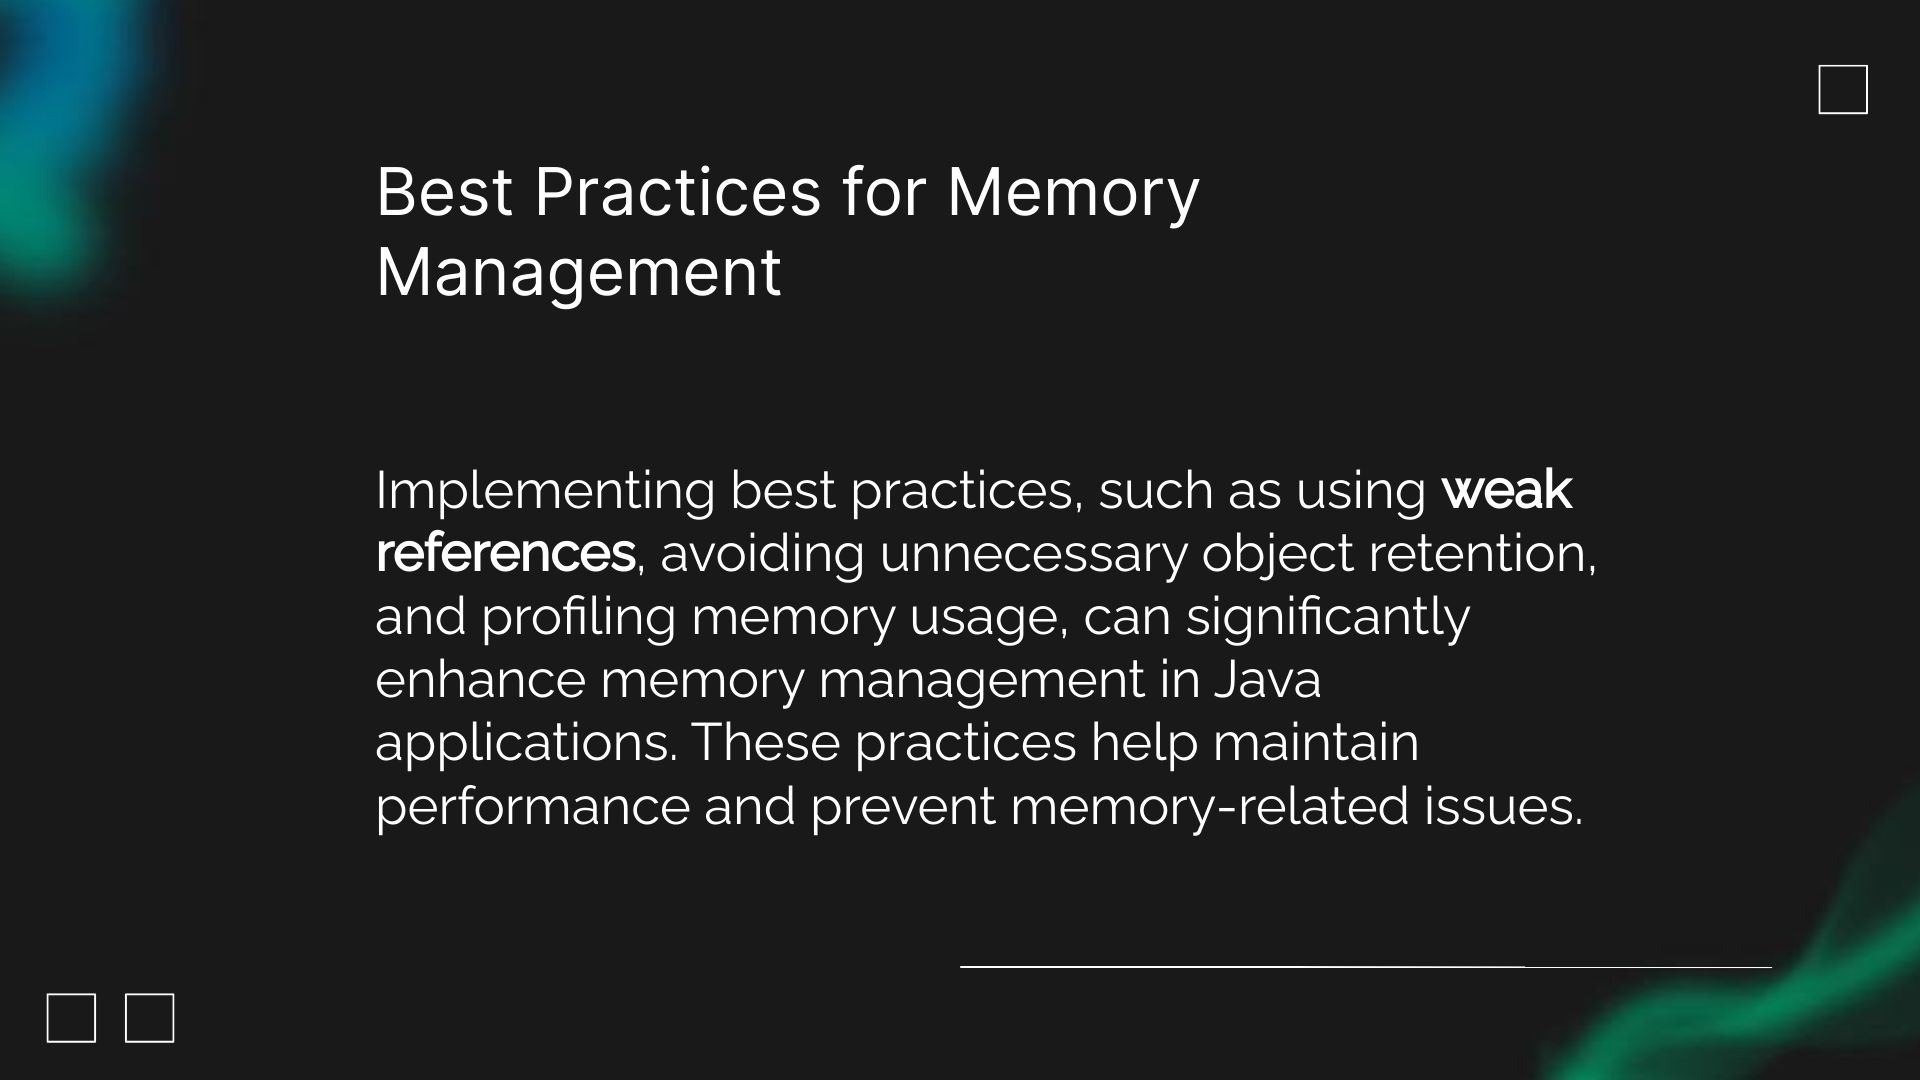 Best Practices for Memory
Management
Implementing best practices, such as using weak
references, avoiding unnecessary object retention,
and profiling memory usage, can significantly
enhance memory management in Java
applications. These practices help maintain
performance and prevent memory-related issues.